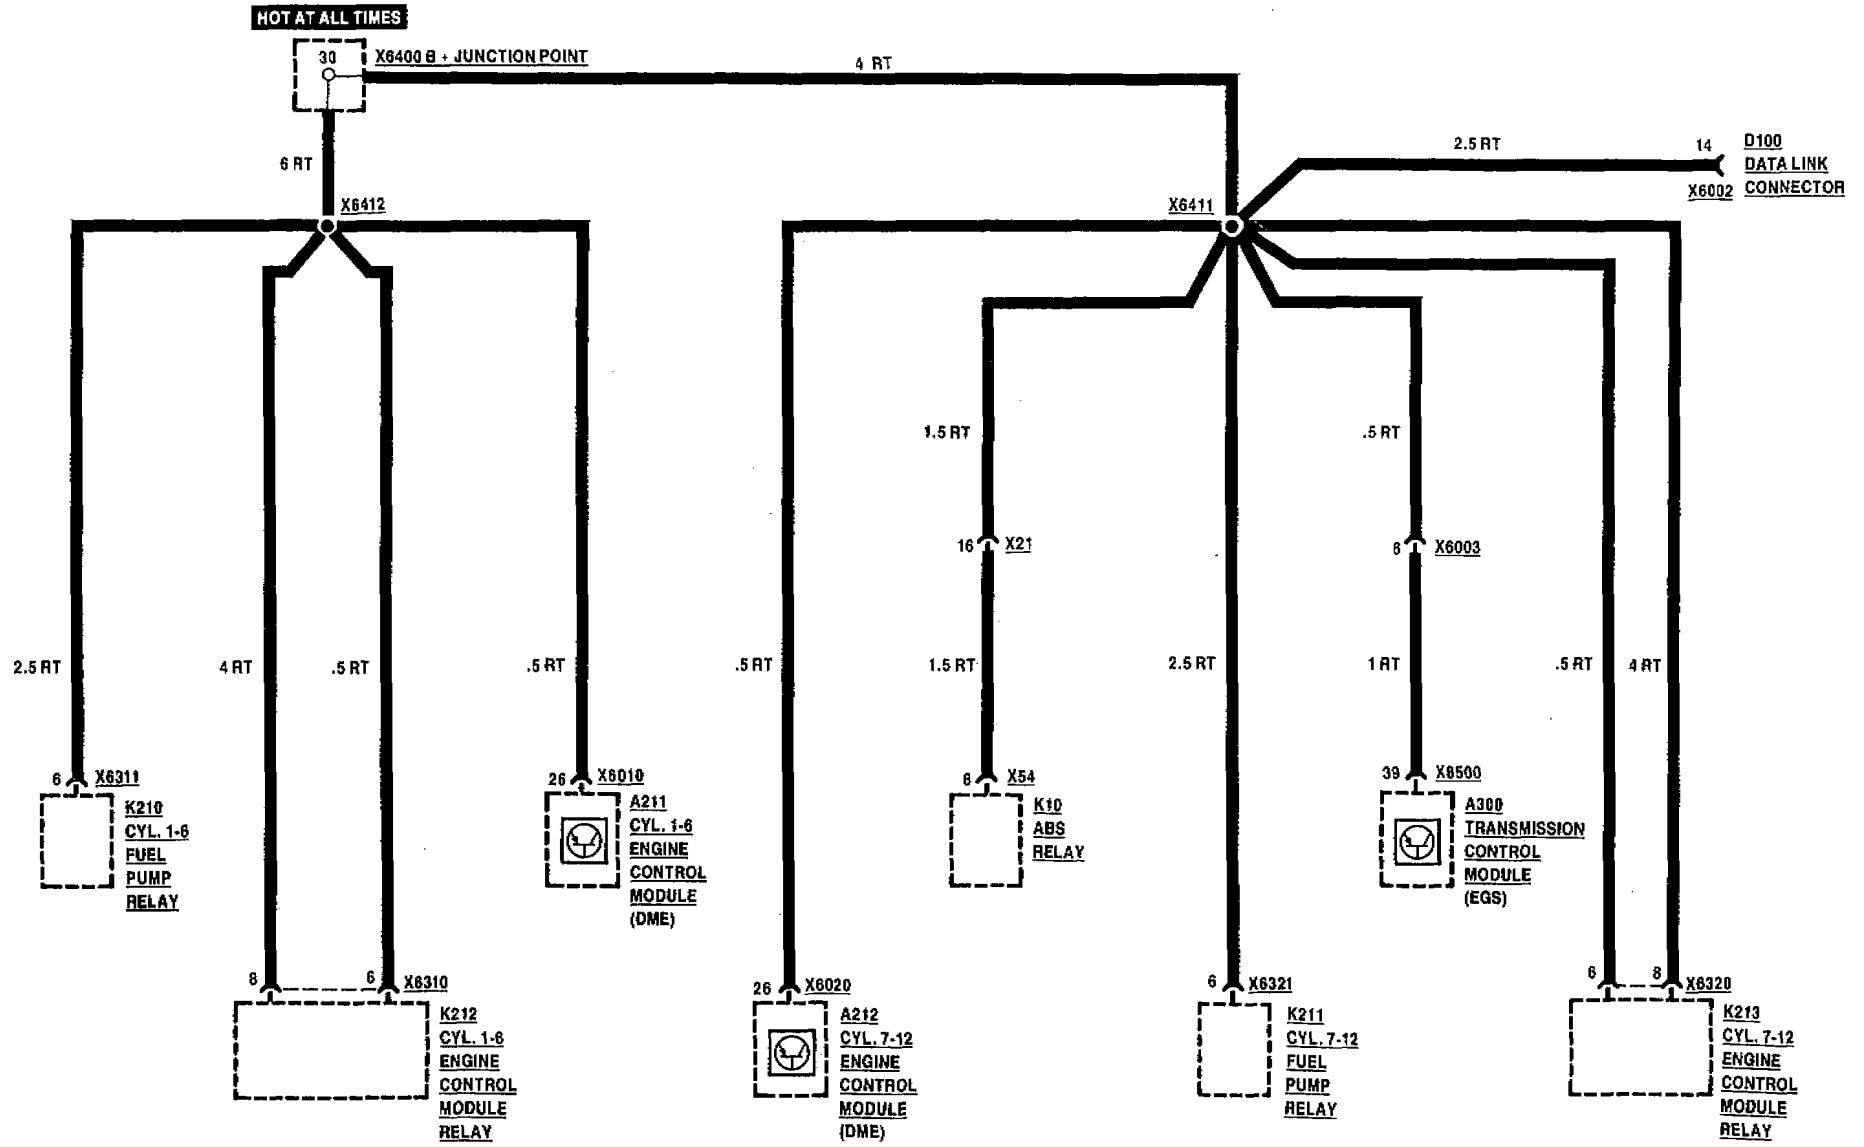 HOT AT ALL TIMES
30
X6400 B + JUNCTION POINT
4 RT
6 RT
X6412
X6411
2.5 RT
14
D100
DATA LINK
CONNECTOR
X6002
1.5 RT
.5 RT
16
X21
6
X6003
2.5 RT
4 RT
.5 RT
.5 RT
.5 RT
1.5 RT
2.5 RT
1 RT
.5 RT
4 RT
6
X6311
K210
CYL. 1-6
FUEL
PUMP
RELAY
26
X6010
A211
CYL. 1-6
ENGINE
CONTROL
MODULE
(DME)
8
X54
K10
ABS
RELAY
39
X8500
A300
TRANSMISSION
CONTROL
MODULE
(EGS)
8
6
X6310
K212
CYL. 1-6
ENGINE
CONTROL
MODULE
RELAY
26
X6020
A212
CYL. 7-12
ENGINE
CONTROL
MODULE
(DME)
6
X6321
K211
CYL. 7-12
FUEL
PUMP
RELAY
6
8
X6320
K213
CYL. 7-12
ENGINE
CONTROL
MODULE
RELAY